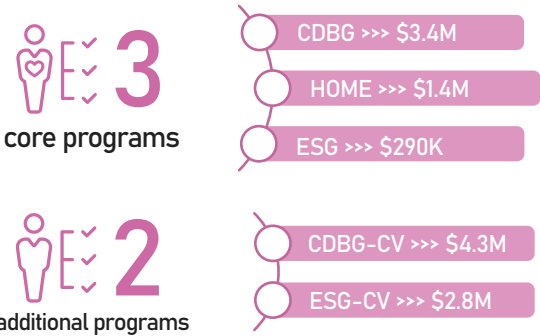 3
core programs
CDBG >>> $3.4M
HOME >>> $1.4M
ESG >>> $290K
2
additional programs
CDBG-CV >>> $4.3M
ESG-CV >>> $2.8M